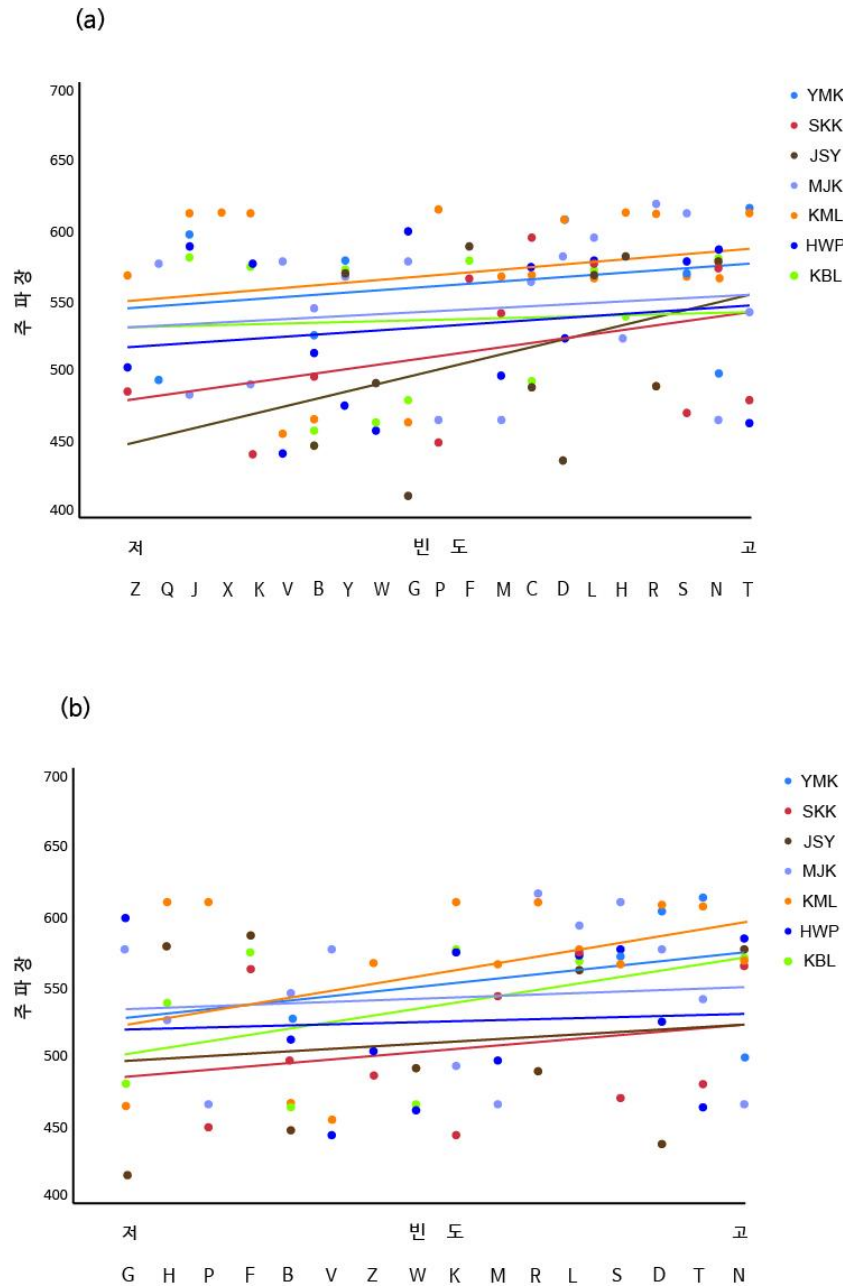 (a)
700
650
600
550
500
450
400
주 파 장
YMK
SKK
JSY
MJK
KML
HWP
KBL
저 빈 도 고
Z Q J X K V B Y W G P F M C D L H R S N T
(b)
700
650
600
550
500
450
400
주 파 장
YMK
SKK
JSY
MJK
KML
HWP
KBL
저 빈 도 고
G H P F B V Z W K M R L S D T N